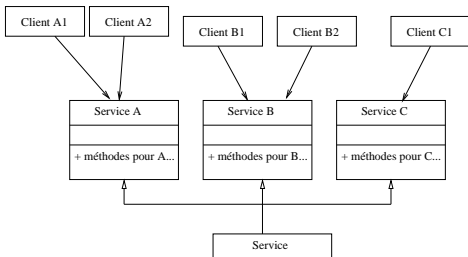 Client A1
Client A2
Client B1
Client B2
Client C1
Service A
Service B
Service C
+ méthodes pour A...
+ méthodes pour B...
+ méthodes pour C...
Service